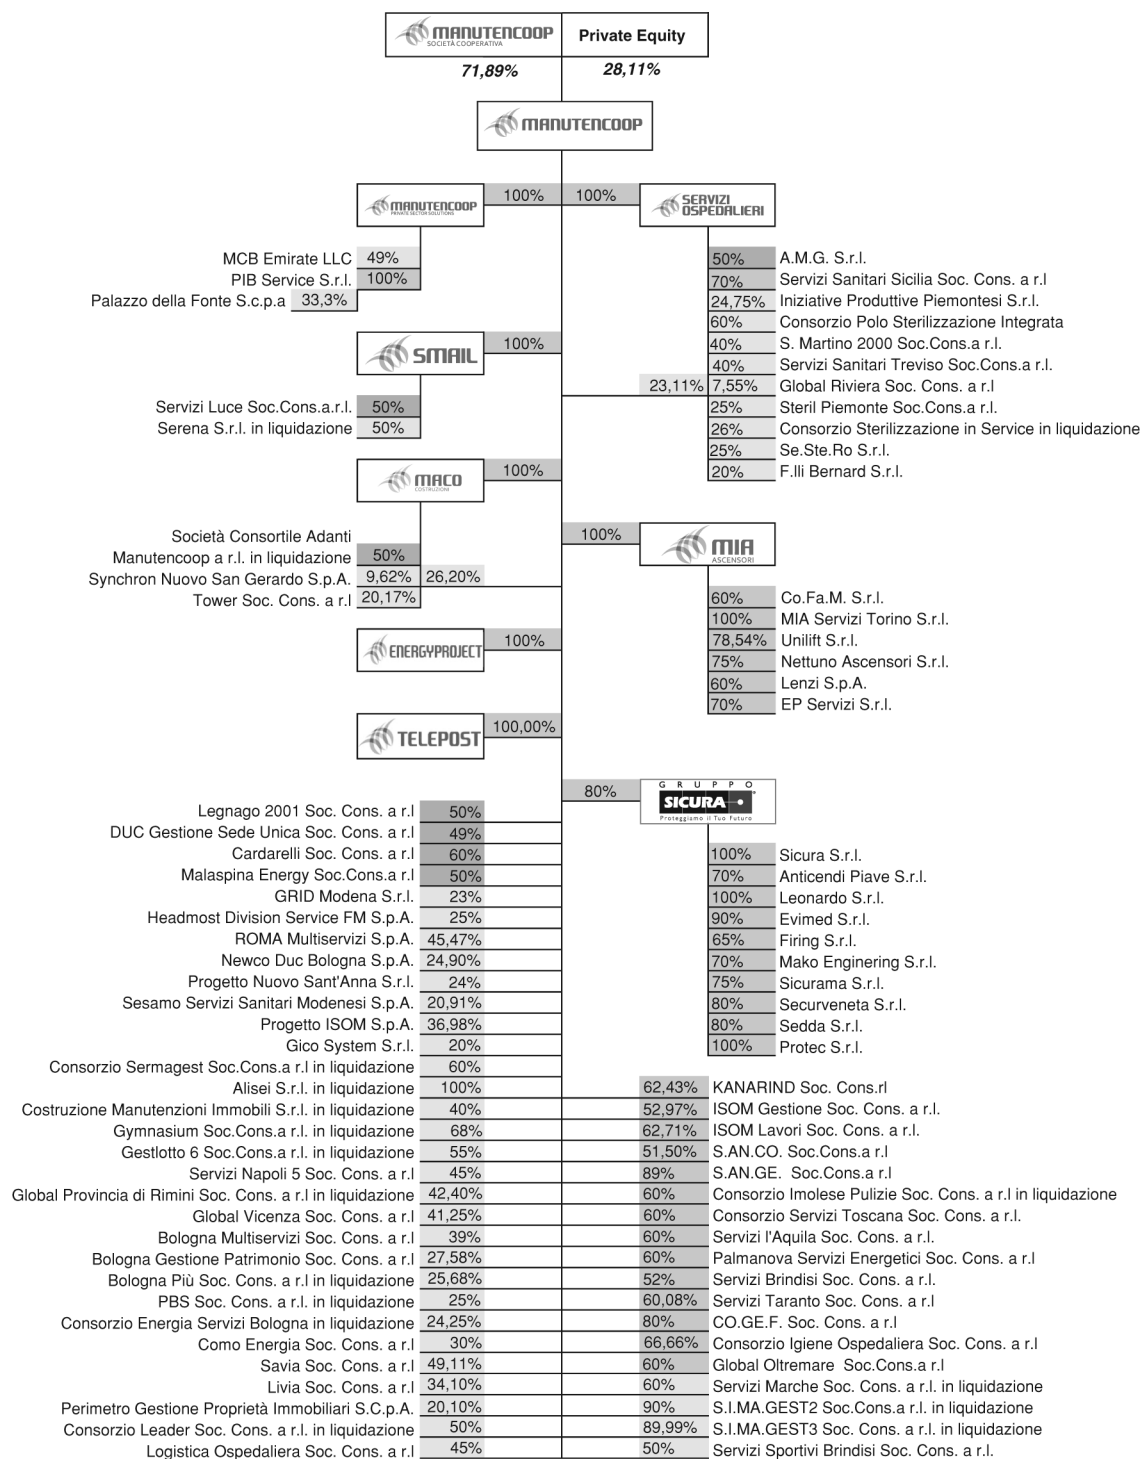 MANUTENCOOP
SOCIETÀ COOPERATIVA
Private Equity
71,89%
28,11%
MANUTENCOOP
MANUTENCOOP
PRIVATE SECTOR SOLUTIONS
100%
100%
SERVIZI
OSPEDALIERI
MCB Emirate LLC 49%
PIB Service S.r.l. 100%
Palazzo della Fonte S.c.p.a 33,3%
50% A.M.G. S.r.l.
70% Servizi Sanitari Sicilia Soc. Cons. a r.l
24,75% Iniziative Produttive Piemontesi S.r.l.
60% Consorzio Polo Sterilizzazione Integrata
40% S. Martino 2000 Soc.Cons.a r.l.
40% Servizi Sanitari Treviso Soc.Cons.a r.l.
23,11% 7,55% Global Riviera Soc. Cons. a r.l
25% Steril Piemonte Soc.Cons.a r.l.
26% Consorzio Sterilizzazione in Service in liquidazione
25% Se.Ste.Ro S.r.l.
20% F.lli Bernard S.r.l.
SMAIL
100%
Servizi Luce Soc.Cons.a.r.l. 50%
Serena S.r.l. in liquidazione 50%
MACO
COSTRUZIONI
100%
Società Consortile Adanti
Manutencoop a r.l. in liquidazione 50%
Synchron Nuovo San Gerardo S.p.A. 9,62% 26,20%
Tower Soc. Cons. a r.l 20,17%
100%
MIA
ASCENSORI
60% Co.Fa.M. S.r.l.
100% MIA Servizi Torino S.r.l.
78,54% Unilift S.r.l.
75% Nettuno Ascensori S.r.l.
60% Lenzi S.p.A.
70% EP Servizi S.r.l.
ENERGYPROJECT
100%
TELEPOST
100,00%
80%
GRUPPO
SICURA
Proteggiamo il Tuo Futuro
100% Sicura S.r.l.
70% Anticendi Piave S.r.l.
100% Leonardo S.r.l.
90% Evimed S.r.l.
65% Firing S.r.l.
70% Mako Enginering S.r.l.
75% Sicurama S.r.l.
80% Securveneta S.r.l.
80% Sedda S.r.l.
100% Protec S.r.l.
Legnago 2001 Soc. Cons. a r.l 50%
DUC Gestione Sede Unica Soc. Cons. a r.l 49%
Cardarelli Soc. Cons. a r.l 60%
Malaspina Energy Soc.Cons.a r.l 50%
GRID Modena S.r.l. 23%
Headmost Division Service FM S.p.A. 25%
ROMA Multiservizi S.p.A. 45,47%
Newco Duc Bologna S.p.A. 24,90%
Progetto Nuovo Sant'Anna S.r.l. 24%
Sesamo Servizi Sanitari Modenesi S.p.A. 20,91%
Progetto ISOM S.p.A. 36,98%
Gico System S.r.l. 20%
Consorzio Sermagest Soc.Cons.a r.l in liquidazione 60%
Alisei S.r.l. in liquidazione 100%
Costruzione Manutenzioni Immobili S.r.l. in liquidazione 40%
Gymnasium Soc.Cons.a r.l in liquidazione 68%
Gestlotto 6 Soc.Cons.a r.l. in liquidazione 55%
Servizi Napoli 5 Soc. Cons. a r.l 45%
Global Provincia di Rimini Soc. Cons. a r.l in liquidazione 42,40%
Global Vicenza Soc. Cons. a r.l 41,25%
Bologna Multiservizi Soc. Cons. a r.l 39%
Bologna Gestione Patrimonio Soc. Cons. a r.l 27,58%
Bologna Più Soc. Cons. a r.l in liquidazione 25,68%
PBS Soc. Cons. a r.l. in liquidazione 25%
Consorzio Energia Servizi Bologna in liquidazione 24,25%
Como Energia Soc. Cons. a r.l 30%
Savia Soc. Cons. a r.l 49,11%
Livia Soc. Cons. a r.l 34,10%
Perimetro Gestione Proprietà Immobiliari S.C.p.A. 20,10%
Consorzio Leader Soc. Cons. a r.l. in liquidazione 50%
Logistica Ospedaliera Soc. Cons. a r.l 45%
62,43% KANARIND Soc. Cons.rl
52,97% ISOM Gestione Soc. Cons. a r.l.
62,71% ISOM Lavori Soc. Cons. a r.l.
51,50% S.AN.CO. Soc.Cons.a r.l
89% S.AN.GE. Soc.Cons.a r.l
60% Consorzio Imolese Pulizie Soc. Cons. a r.l in liquidazione
60% Consorzio Servizi Toscana Soc. Cons. a r.l.
60% Servizi l'Aquila Soc. Cons. a r.l.
60% Palmanova Servizi Energetici Soc. Cons. a r.l
52% Servizi Brindisi Soc. Cons. a r.l.
60,08% Servizi Taranto Soc. Cons. a r.l
80% CO.GE.F. Soc. Cons. a r.l
66,66% Consorzio Igiene Ospedaliera Soc. Cons. a r.l
60% Global Oltremare Soc.Cons.a r.l
60% Servizi Marche Soc. Cons. a r.l. in liquidazione
90% S.I.MA.GEST2 Soc.Cons.a r.l. in liquidazione
89,99% S.I.MA.GEST3 Soc. Cons. a r.l. in liquidazione
50% Servizi Sportivi Brindisi Soc. Cons. a r.l.